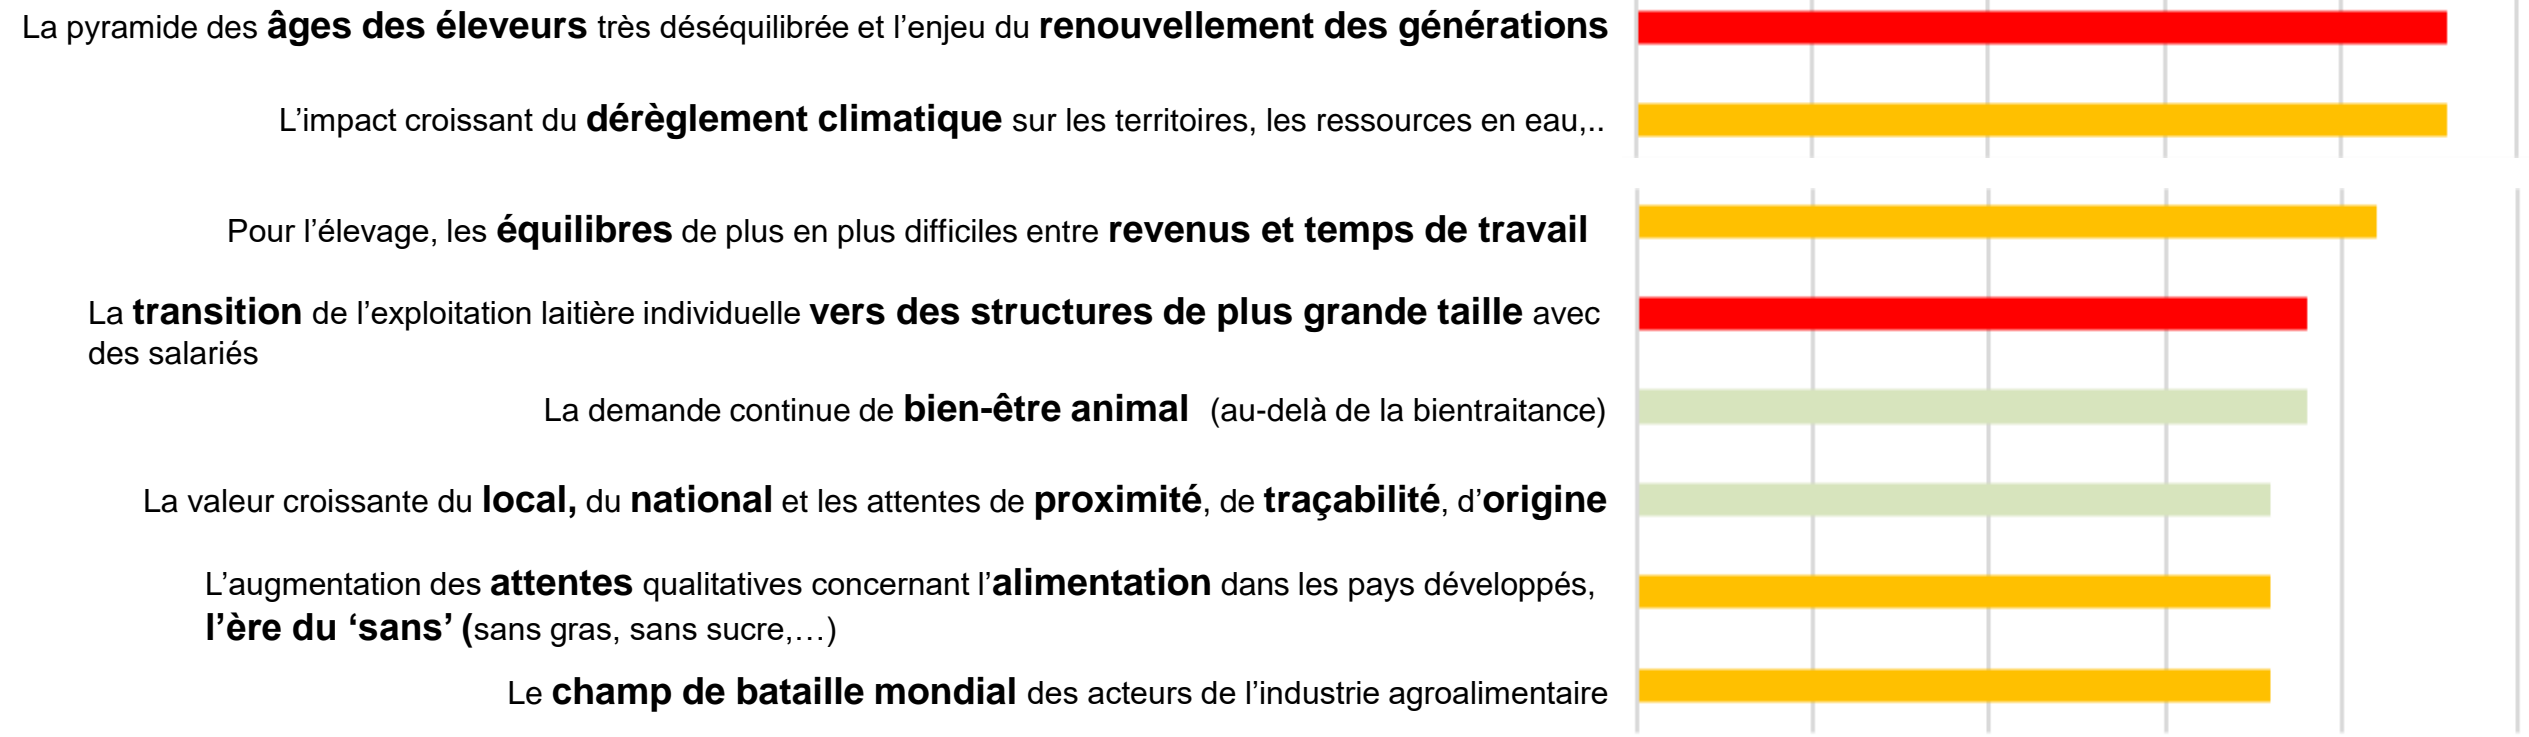 La pyramide des âges des éleveurs très déséquilibrée et l’enjeu du renouvellement des générations
L’impact croissant du dérèglement climatique sur les territoires, les ressources en eau,..
Pour l’élevage, les équilibres de plus en plus difficiles entre revenus et temps de travail
La transition de l’exploitation laitière individuelle vers des structures de plus grande taille avec
des salariés
La demande continue de bien-être animal (au-delà de la bientraitance)
La valeur croissante du local, du national et les attentes de proximité, de traçabilité, d’origine
L’augmentation des attentes qualitatives concernant l’alimentation dans les pays développés,
l’ère du ‘sans’ (sans gras, sans sucre,…)
Le champ de bataille mondial des acteurs de l’industrie agroalimentaire